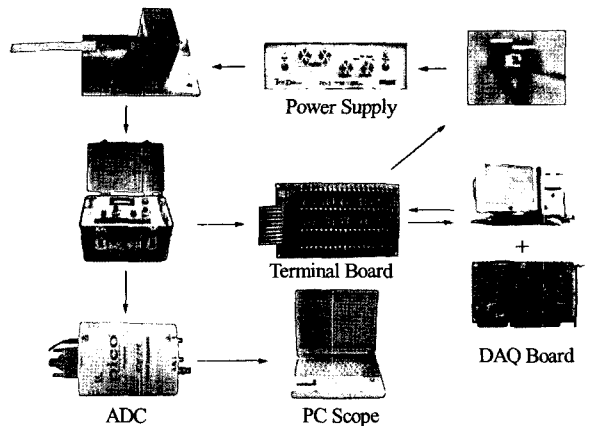 Power Supply
Terminal Board
+
DAQ Board
ADC
PC Scope